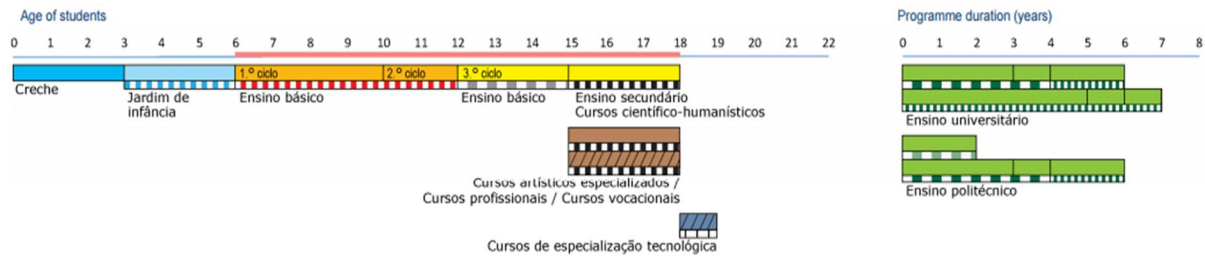 Age of students
Programme duration (years)
0 1 2 3 4 5 6 7 8 9 10 11 12 13 14 15 16 17 18 19 20 21 22
0 1 2 3 4 5 6 7 8
1.º ciclo
2.º ciclo
3.º ciclo
Creche
Jardim de
infância
Ensino básico
Ensino básico
Ensino secundário
Cursos científico-humanísticos
Cursos artísticos especializados /
Cursos profissionais / Cursos vocacionais
Cursos de especialização tecnológica
Ensino universitário
Ensino politécnico